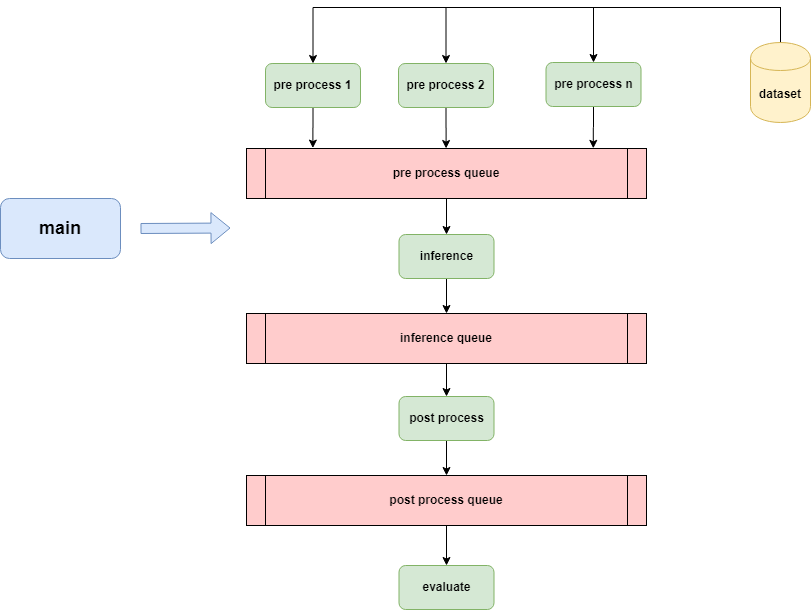 pre process 1
pre process 2
pre process n
dataset
pre process queue
main
inference
inference queue
post process
post process queue
evaluate